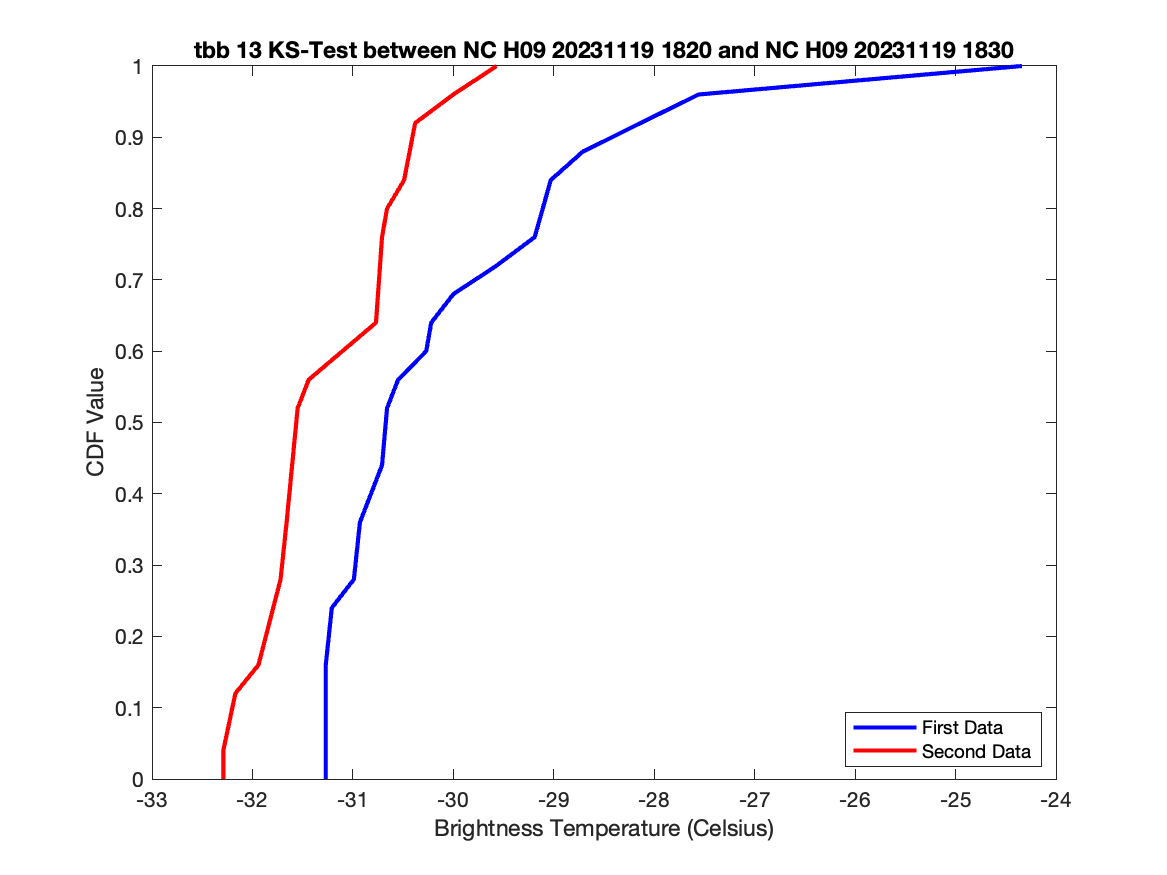 tbb 13 KS-Test between NC H09 20231119 1820 and NC H09 20231119 1830
1
0.9
0.8
0.7
0.6
0.5
0.4
0.3
0.2
0.1
0
CDF Value
First Data
Second Data
-33 -32 -31 -30 -29 -28 -27 -26 -25 -24
Brightness Temperature (Celsius)